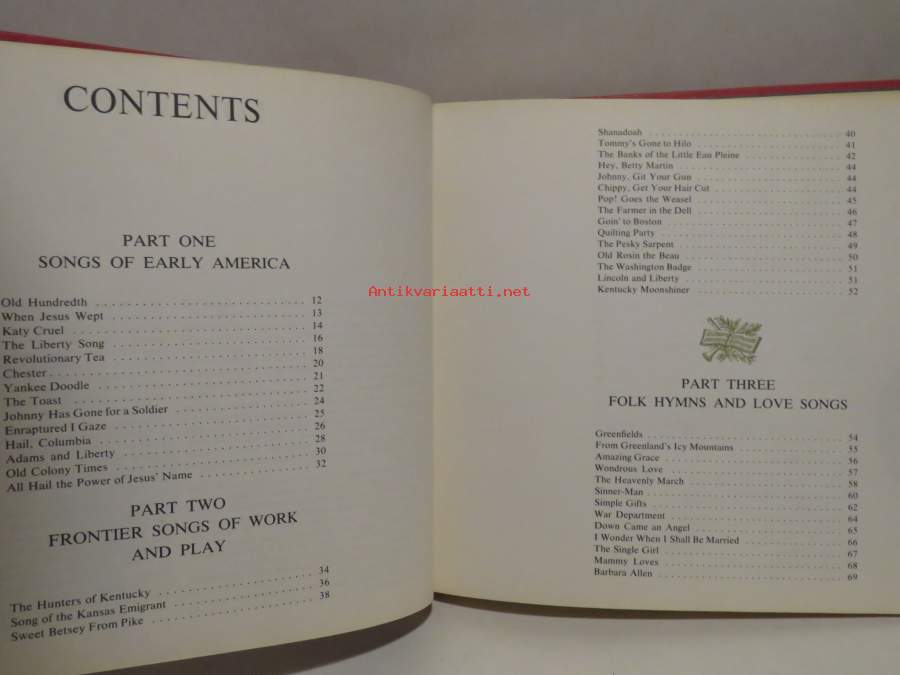 CONTENTS
PART ONE
SONGS OF EARLY AMERICA
Old Hundredth 12
When Jesus Wept 13
Katy Cruel 14
The Liberty Song 16
Revolutionary Tea 18
Chester 20
Yankee Doodle 21
The Toast 22
Johnny Has Gone for a Soldier 24
Enraptured I Gaze 25
Hail, Columbia 26
Adams and Liberty 28
Old Colony Times 30
All Hail the Power of Jesus' Name 32
PART TWO
FRONTIER SONGS OF WORK
AND PLAY
The Hunters of Kentucky 34
Song of the Kansas Emigrant 36
Sweet Betsey From Pike 38
Shanadoah 40
Tommy's Gone to Hilo 41
The Banks of the Little Eau Pleine 42
Hey, Betty Martin 44
Johnny, Git Your Gun 44
Chippy, Get Your Hair Cut 44
Pop! Goes the Weasel 45
The Farmer in the Dell 46
Goin' to Boston 47
Quilting Party 48
The Pesky Sarpent 49
Old Rosin the Beau 50
The Washington Badge 51
Lincoln and Liberty 51
Kentucky Moonshiner 52
Antikvariaatti.net
PART THREE
FOLK HYMNS AND LOVE SONGS
Greenfields 54
From Greenland's Icy Mountains 55
Amazing Grace 56
Wondrous Love 57
The Heavenly March 58
Sinner-Man 60
Simple Gifts 62
War Department 64
Down Came an Angel 65
I Wonder When I Shall Be Married 66
The Single Girl 67
Mammy Loves 68
Barbara Allen 69